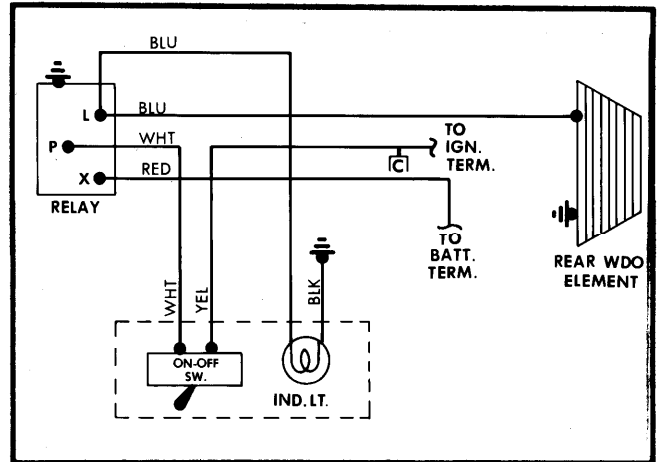 BLU
L
BLU
P
WHT
TO
IGN.
TERM.
C
X
RED
RELAY
TO
BATT.
TERM.
REAR WDO
ELEMENT
WHT
YEL
BLK
ON-OFF
SW.
IND. LT.